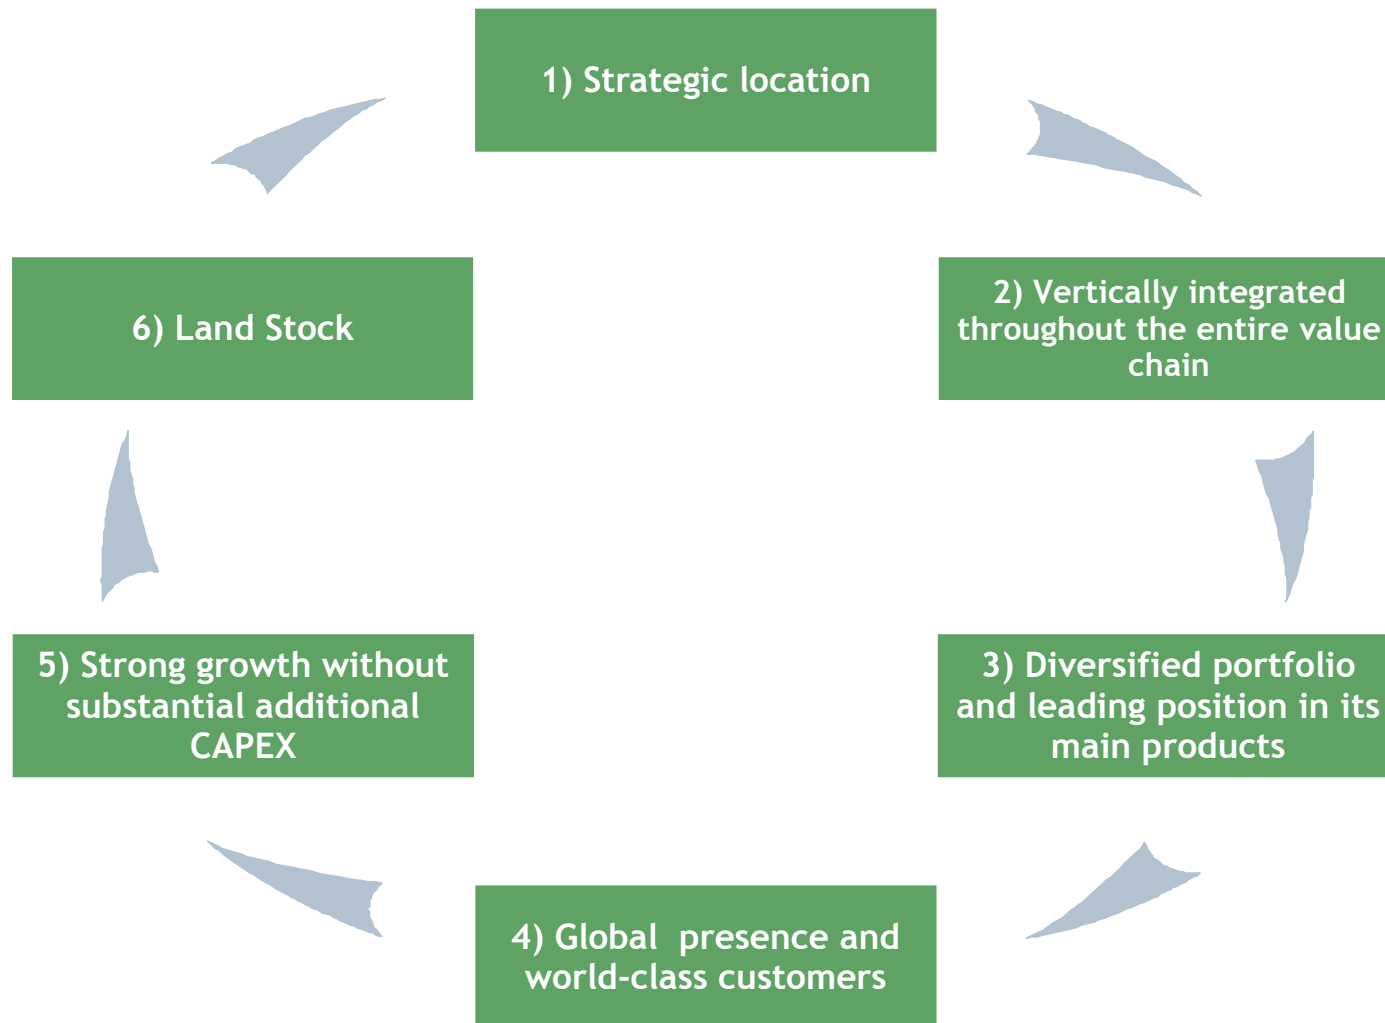 1) Strategic location
2) Vertically integrated
throughout the entire value
chain
3) Diversified portfolio
and leading position in its
main products
4) Global  presence and
world-class customers
5) Strong growth without
substantial additional
CAPEX
6) Land Stock